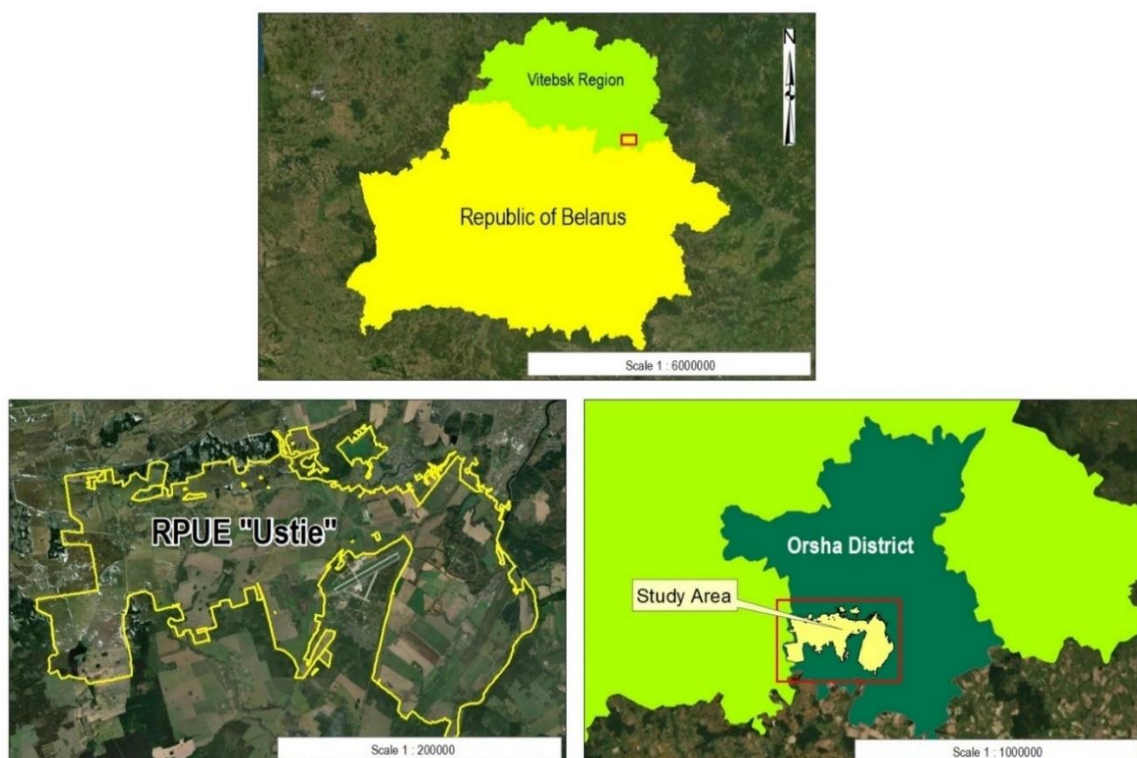 N
Vitebsk Region
Republic of Belarus
Scale 1 : 6000000
RPUE "Ustie"
Scale 1 : 200000
Orsha District
Study Area
Scale 1 : 1000000